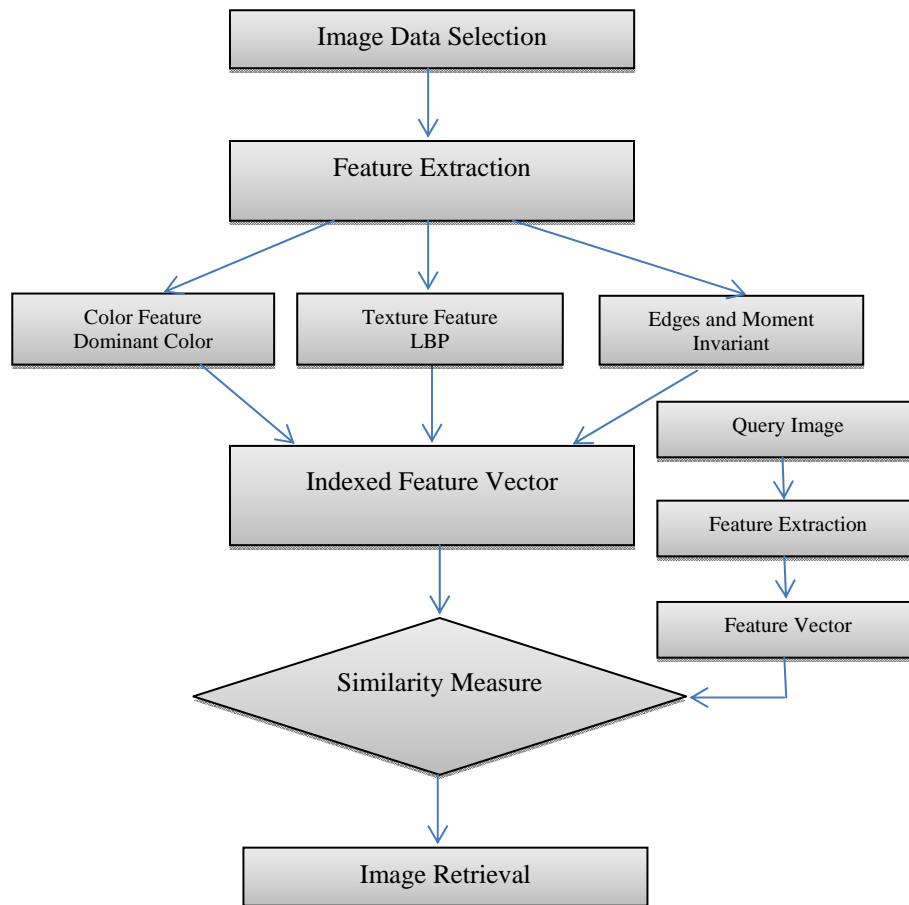 Image Data Selection
Feature Extraction
Color Feature
Dominant Color
Texture Feature
LBP
Edges and Moment
Invariant
Query Image
Indexed Feature Vector
Feature Extraction
Feature Vector
Similarity Measure
Image Retrieval